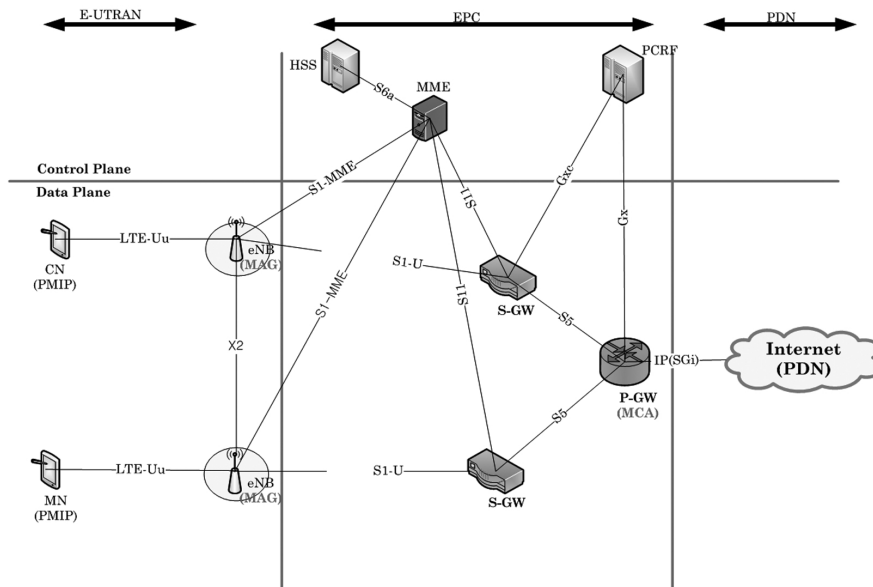 E-UTRAN
EPC
PDN
HSS
PCRF
MME
S6a
Control Plane
Data Plane
S1-MME
S11
Gxc
Gx
CN
(PMIP)
LTE-Uu
eNB
(MAG)
S1-U
S-GW
S1-MME
S11
S5
X2
IP(SGi)
Internet
(PDN)
P-GW
(MCA)
S5
MN
(PMIP)
LTE-Uu
eNB
(MAG)
S1-U
S-GW